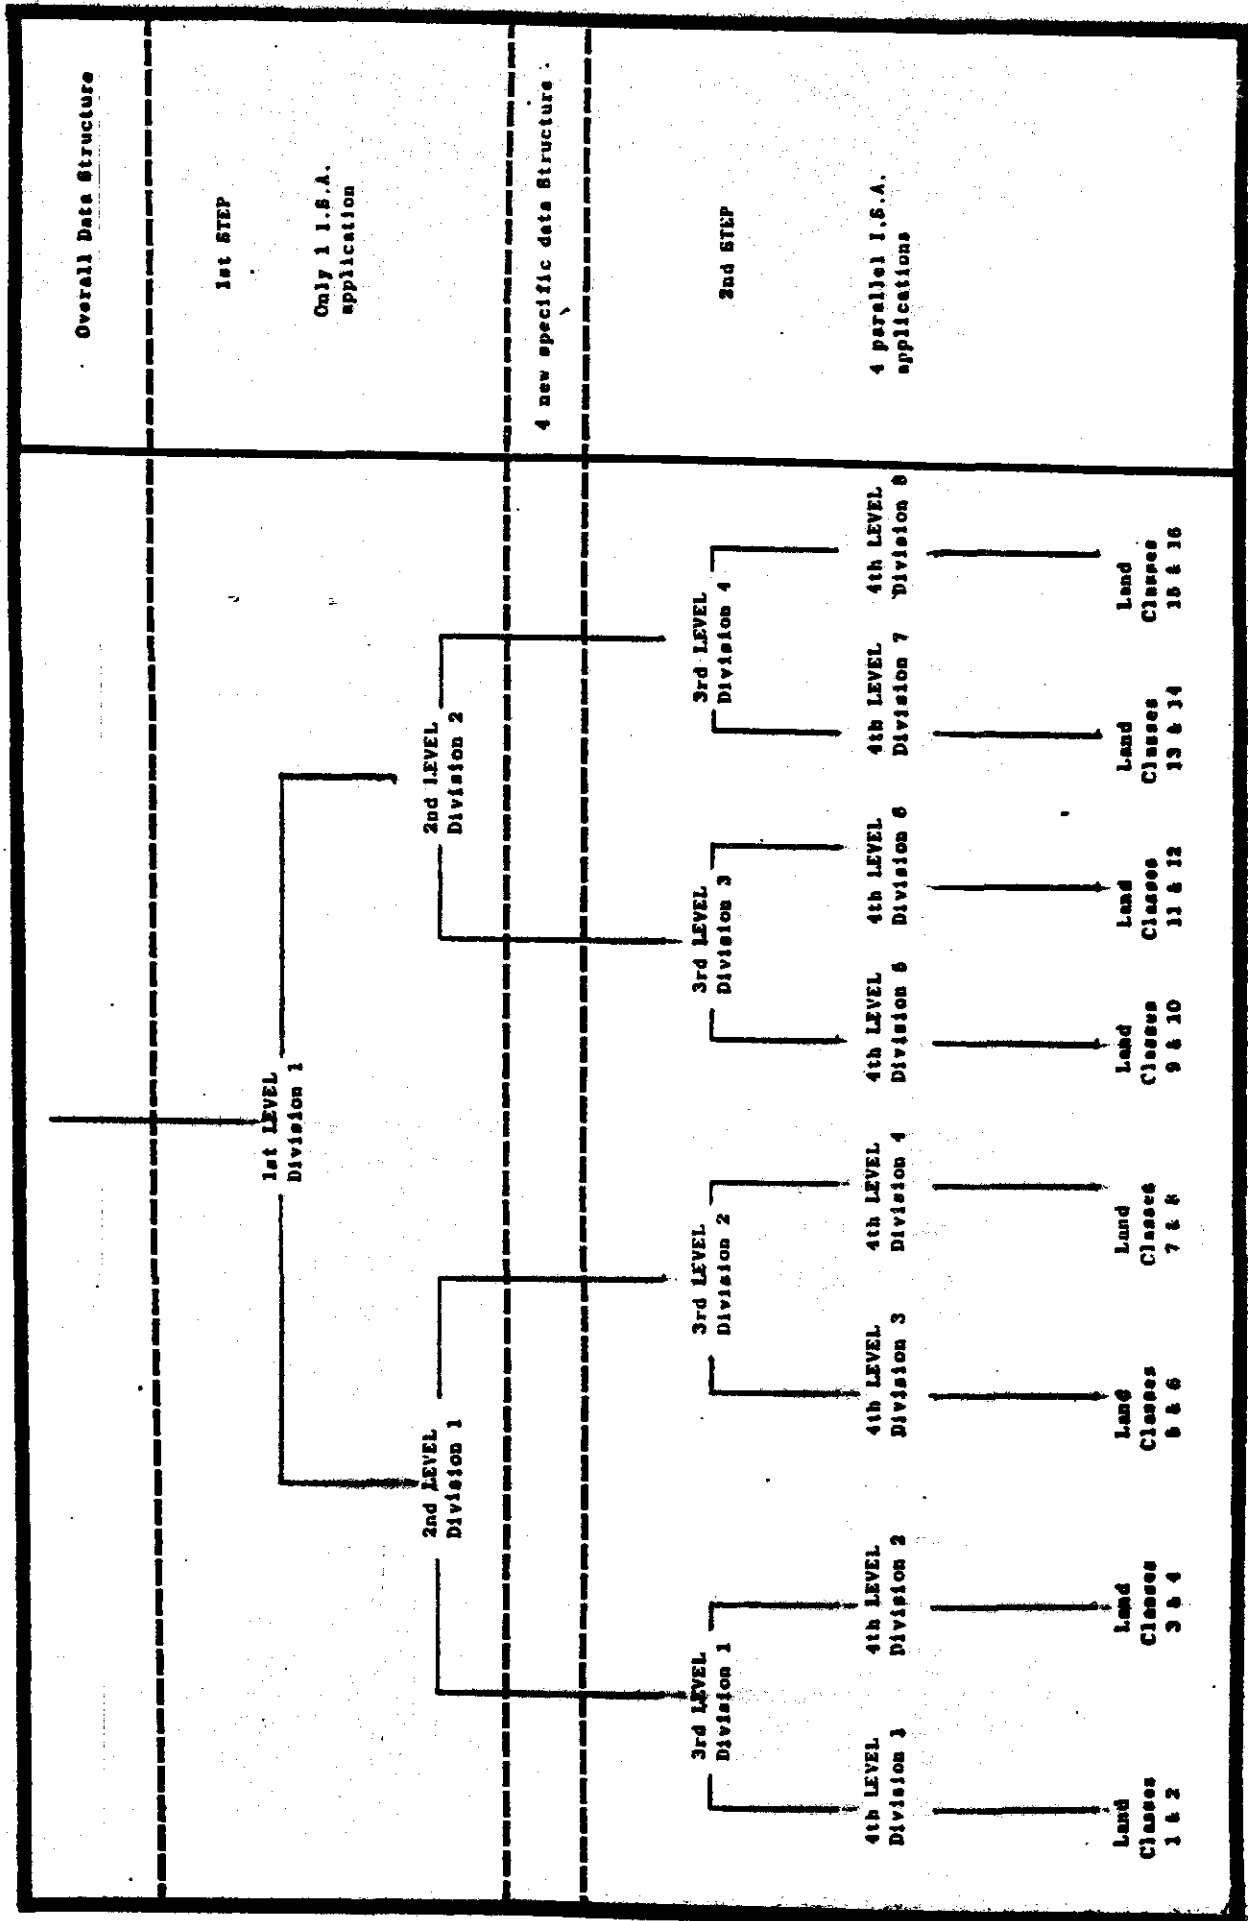 Overall Data Structure
1st STEP
Only 1 I.S.A.
application
4 new specific data Structure
2nd STEP
4 parallel I.S.A.
applications
1st LEVEL
Division 1
2nd LEVEL
Division 1
2nd LEVEL
Division 2
3rd LEVEL
Division 1
3rd LEVEL
Division 2
3rd LEVEL
Division 3
3rd LEVEL
Division 4
4th LEVEL
Division 1
4th LEVEL
Division 2
4th LEVEL
Division 3
4th LEVEL
Division 4
4th LEVEL
Division 5
4th LEVEL
Division 6
4th LEVEL
Division 7
4th LEVEL
Division 8
Land
Classes
1 & 2
Land
Classes
3 & 4
Land
Classes
5 & 6
Land
Classes
7 & 8
Land
Classes
9 & 10
Land
Classes
11 & 12
Land
Classes
13 & 14
Land
Classes
15 & 16